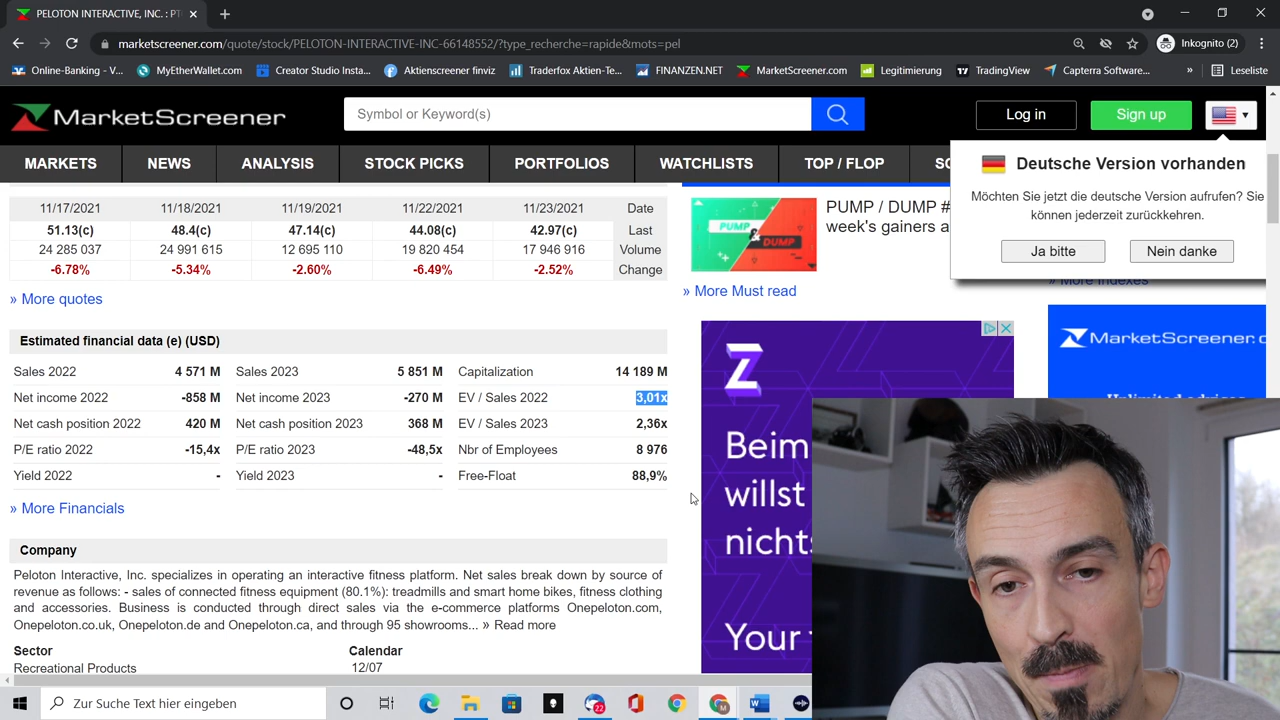 PELOTON INTERACTIVE, INC. : PT
marketscreener.com/quote/stock/PELOTON-INTERACTIVE-INC-66148552/?type_recherche=rapide&mots=pel
Inkognito (2)
Online-Banking - V...
MyEtherWallet.com
Creator Studio Insta...
Aktienscreener finviz
Traderfox Aktien-Te...
FINANZEN.NET
MarketScreener.com
Legitimierung
TradingView
Capterra Software...
»
Leseliste
MarketScreener
Symbol or Keyword(s)
Log in
Sign up
MARKETS
NEWS
ANALYSIS
STOCK PICKS
PORTFOLIOS
WATCHLISTS
TOP / FLOP
Deutsche Version vorhanden
Möchten Sie jetzt die deutsche Version aufrufen? Sie
können jederzeit zurückkehren.
Ja bitte
Nein danke
11/17/2021 11/18/2021 11/19/2021 11/22/2021 11/23/2021 Date
51.13(c) 48.4(c) 47.14(c) 44.08(c) 42.97(c) Last
24 285 087 24 991 615 12 695 110 19 820 454 17 946 916 Volume
-6.78% -5.34% -2.60% -6.49% -2.52% Change
» More quotes
PUMP & DUMP
PUMP / DUMP #
week's gainers a
» More Must read
» More Indexes
Estimated financial data (e) (USD)
Sales 2022 4 571 M Sales 2023 5 851 M Capitalization 14 189 M
Net income 2022 -858 M Net income 2023 -270 M EV / Sales 2022 3,01x
Net cash position 2022 420 M Net cash position 2023 368 M EV / Sales 2023 2,36x
P/E ratio 2022 -15,4x P/E ratio 2023 -48,5x Nbr of Employees 8 976
Yield 2022 - Yield 2023 - Free-Float 88,9%
» More Financials
Company
Peloton Interactive, Inc. specializes in operating an interactive fitness platform. Net sales break down by source of
revenue as follows: - sales of connected fitness equipment (80.1%): treadmills and smart home bikes, fitness clothing
and accessories. Business is conducted through direct sales via the e-commerce platforms Onepeloton.com,
Onepeloton.co.uk, Onepeloton.de and Onepeloton.ca, and through 95 showrooms... » Read more
Sector Calendar
Recreational Products 12/07
Z
Beim
willst
nichts
Your
MarketScreener.c
Zur Suche Text hier eingeben
22